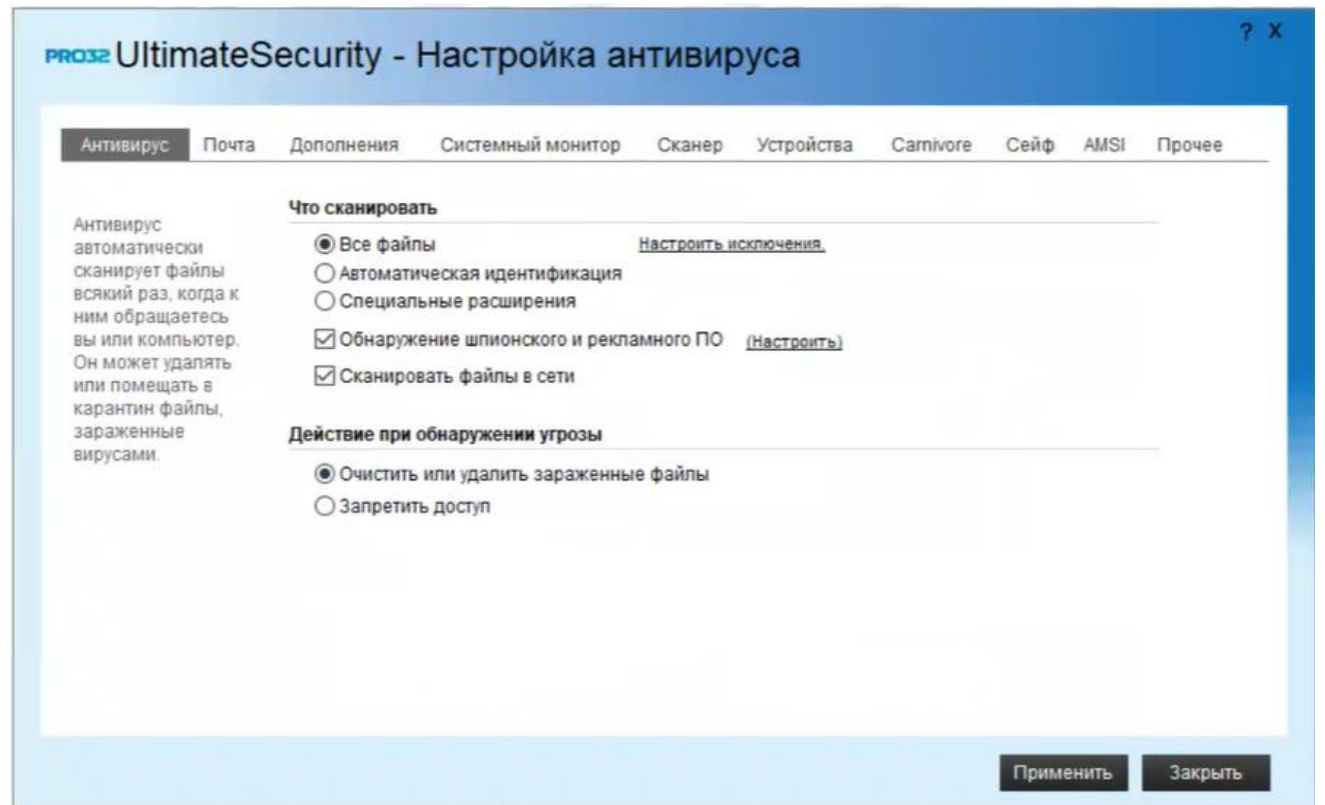 ? X
PRO32 UltimateSecurity - Настройка антивируса
Антивирус Почта Дополнения Системный монитор Сканер Устройства Carnivore Сейф AMSI Прочее
Антивирус
автоматически
сканирует файлы
всякий раз, когда к
ним обращаетесь
вы или компьютер.
Он может удалять
или помещать в
карантин файлы,
зараженные
вирусами.
Что сканировать
Все файлы Настроить исключения.
Автоматическая идентификация
Специальные расширения
Обнаружение шпионского и рекламного ПО (Настроить)
Сканировать файлы в сети
Действие при обнаружении угрозы
Очистить или удалить зараженные файлы
Запретить доступ
Применить Закрыть